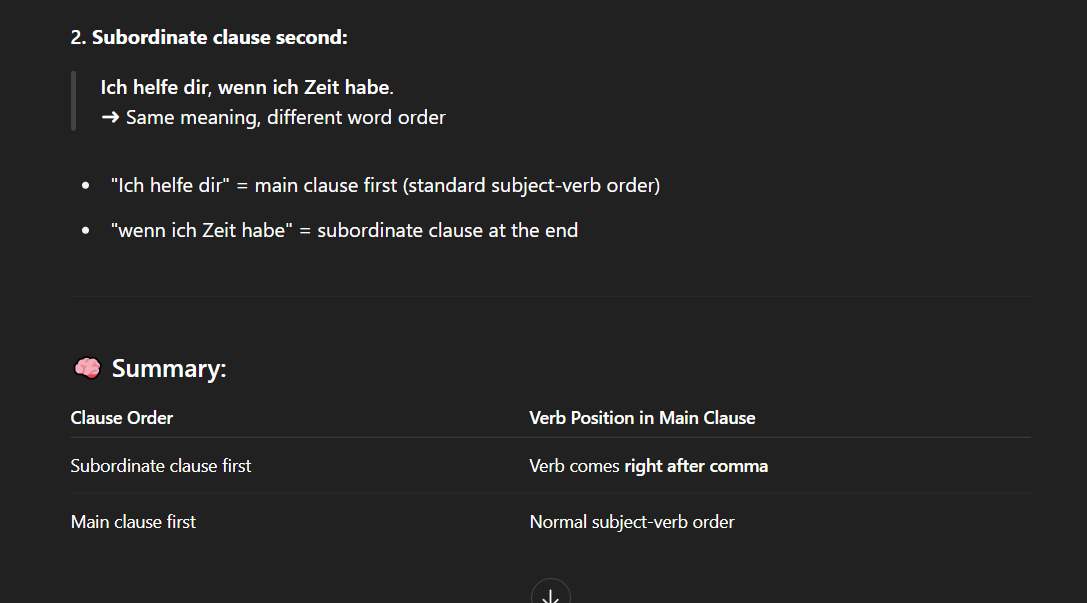 2. Subordinate clause second:
Ich helfe dir, wenn ich Zeit habe.
➜ Same meaning, different word order
• "Ich helfe dir" = main clause first (standard subject-verb order)
• "wenn ich Zeit habe" = subordinate clause at the end
🧠 Summary:
Clause Order Verb Position in Main Clause
Subordinate clause first Verb comes right after comma
Main clause first Normal subject-verb order